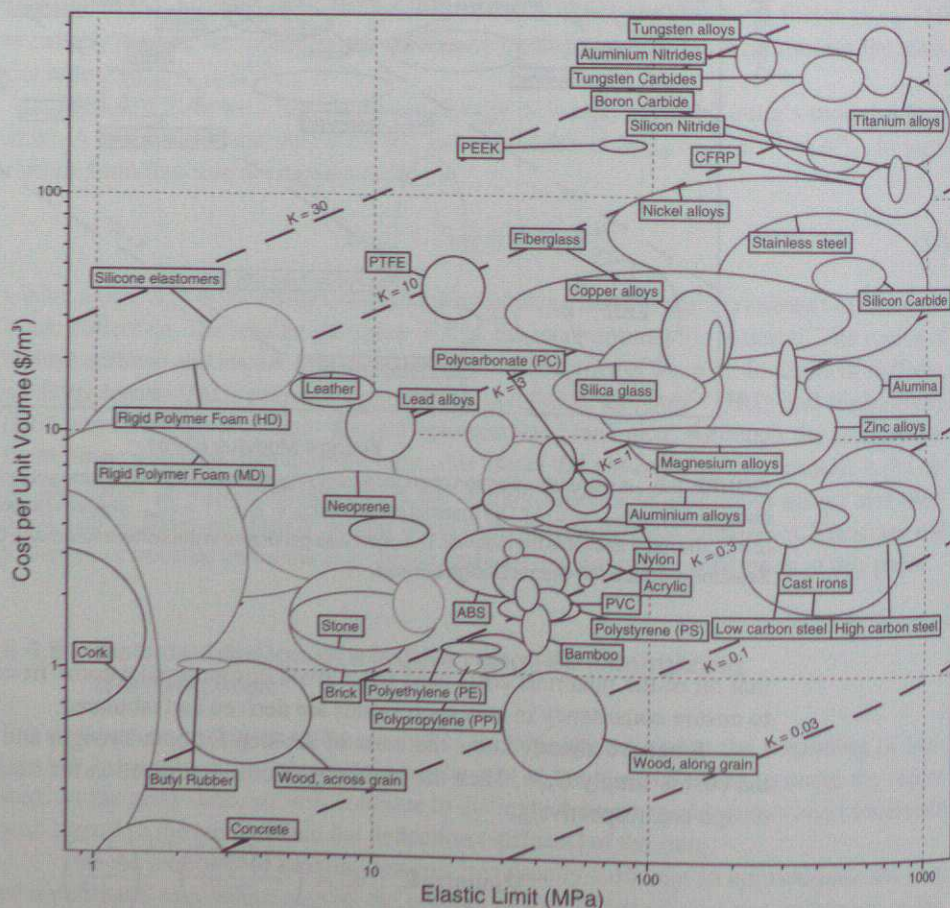 Tungsten alloys
Aluminium Nitrides
Tungsten Carbides
Boron Carbide
Silicon Nitride
Titanium alloys
PEEK
CFRP
100
K = 30
Nickel alloys
Fiberglass
Stainless steel
PTFE
Silicone elastomers
K = 10
Copper alloys
Silicon Carbide
Polycarbonate (PC)
Leather
K = 3
Silica glass
Alumina
Lead alloys
Rigid Polymer Foam (HD)
10
Zinc alloys
K = 1
Magnesium alloys
Rigid Polymer Foam (MD)
Neoprene
Aluminium alloys
Cost per Unit Voume($/m³)
Nylon
K = 0.3
Acrylic
Cast irons
ABS
PVC
Stone
Polystyrene (PS)
Low carbon steel
High carbon steel
Cork
Bamboo
K = 0.1
1
Brick
Polyethylene (PE)
Polypropylene (PP)
K = 0.03
Wood, along grain
Butyl Rubber
Wood, across grain
Concrete
1
10
100
1000
Elastic Limit (MPa)